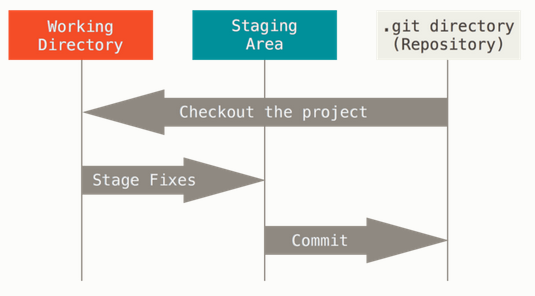 Working
Directory
Staging
Area
.git directory
(Repository)
Checkout the project
Stage Fixes
Commit